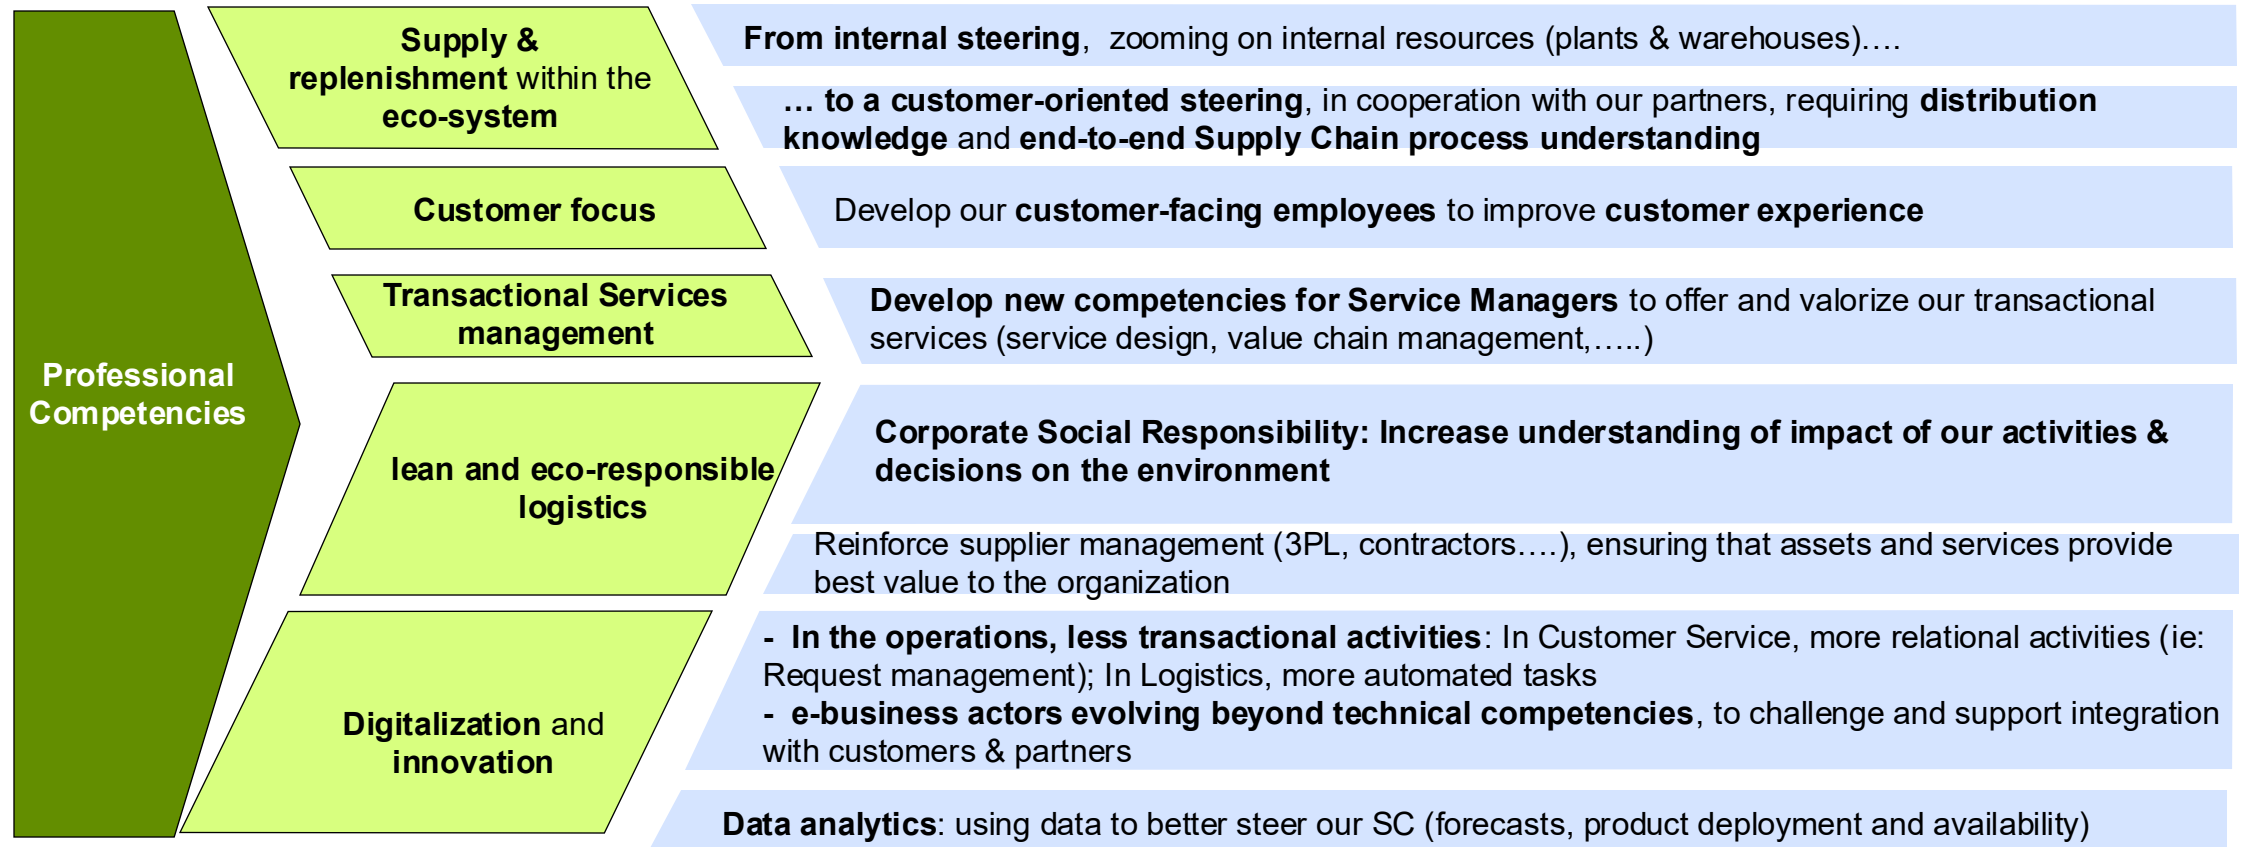 Professional
Competencies
Supply &
replenishment within the
eco-system
From internal steering,  zooming on internal resources (plants & warehouses)….
… to a customer-oriented steering, in cooperation with our partners, requiring distribution
knowledge and end-to-end Supply Chain process understanding
Customer focus
Develop our customer-facing employees to improve customer experience
Transactional Services
management
Develop new competencies for Service Managers to offer and valorize our transactional
services (service design, value chain management,…..)
lean and eco-responsible
logistics
Corporate Social Responsibility: Increase understanding of impact of our activities &
decisions on the environment
Reinforce supplier management (3PL, contractors….), ensuring that assets and services provide
best value to the organization
Digitalization and
innovation
-  In the operations, less transactional activities: In Customer Service, more relational activities (ie:
Request management); In Logistics, more automated tasks
-  e-business actors evolving beyond technical competencies, to challenge and support integration
with customers & partners
Data analytics: using data to better steer our SC (forecasts, product deployment and availability)